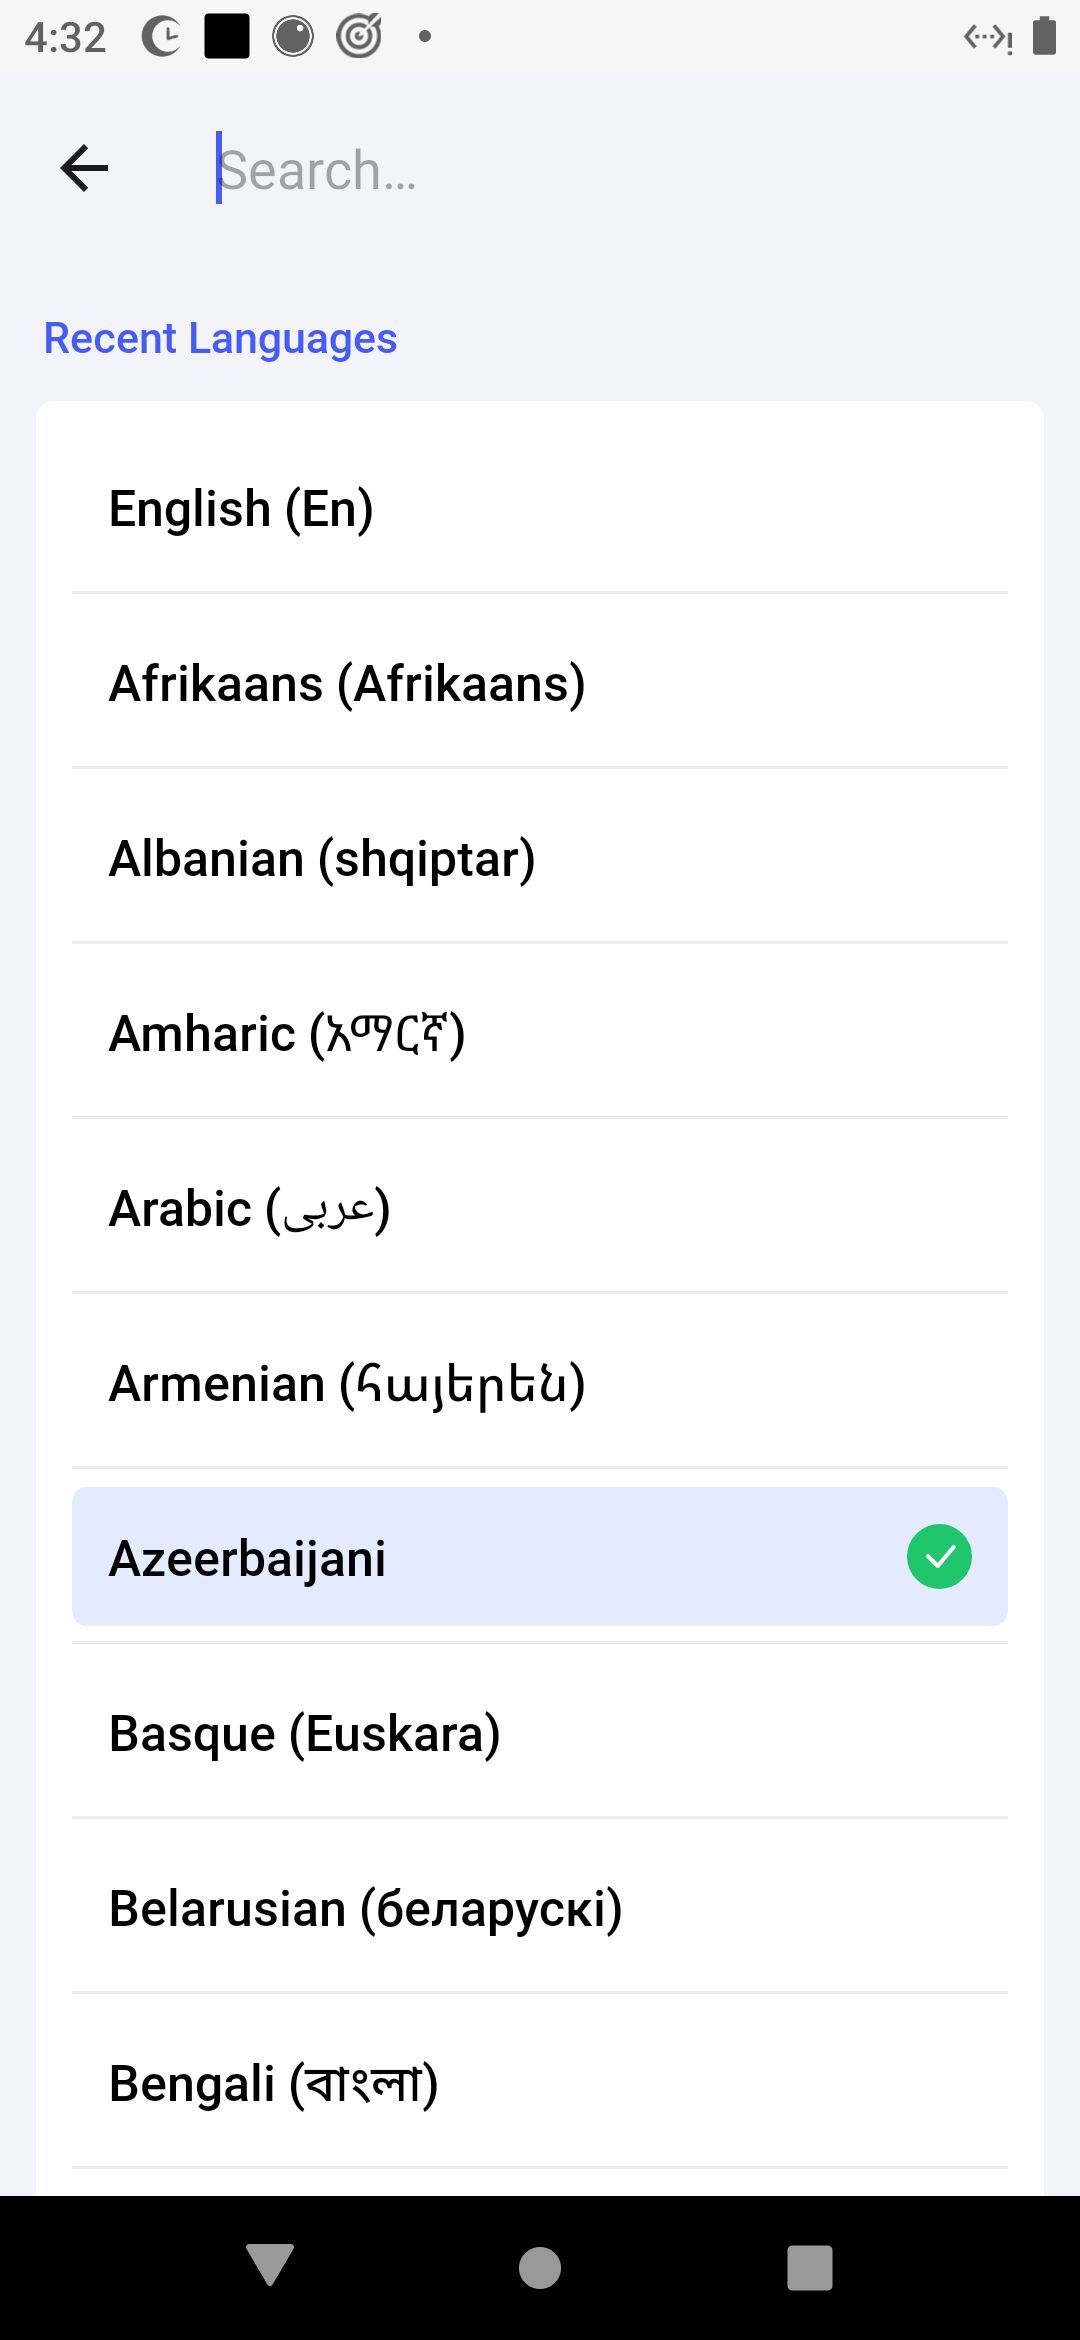 4:32
Search...
Recent Languages
English (En)
Afrikaans (Afrikaans)
Albanian (shqiptar)
Amharic (አማርኛ)
Arabic (عربى)
Armenian (հայերեն)
Azeerbaijani
Basque (Euskara)
Belarusian (беларускі)
Bengali (বাংলা)